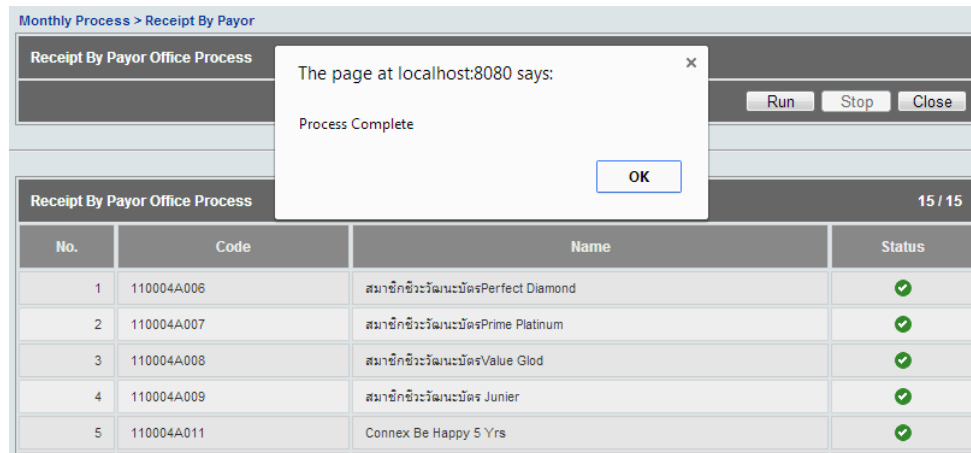 Monthly Process > Receipt By Payor
Receipt By Payor Office Process
The page at localhost:8080 says:
×
Process Complete
OK
Run Stop Close
Receipt By Payor Office Process 15 / 15
No. Code Name Status
1 110004A006 สมาชิกชีวะวัฒนะบัตรPerfect Diamond
2 110004A007 สมาชิกชีวะวัฒนะบัตรPrime Platinum
3 110004A008 สมาชิกชีวะวัฒนะบัตรValue Glod
4 110004A009 สมาชิกชีวะวัฒนะบัตร Junier
5 110004A011 Connex Be Happy 5 Yrs